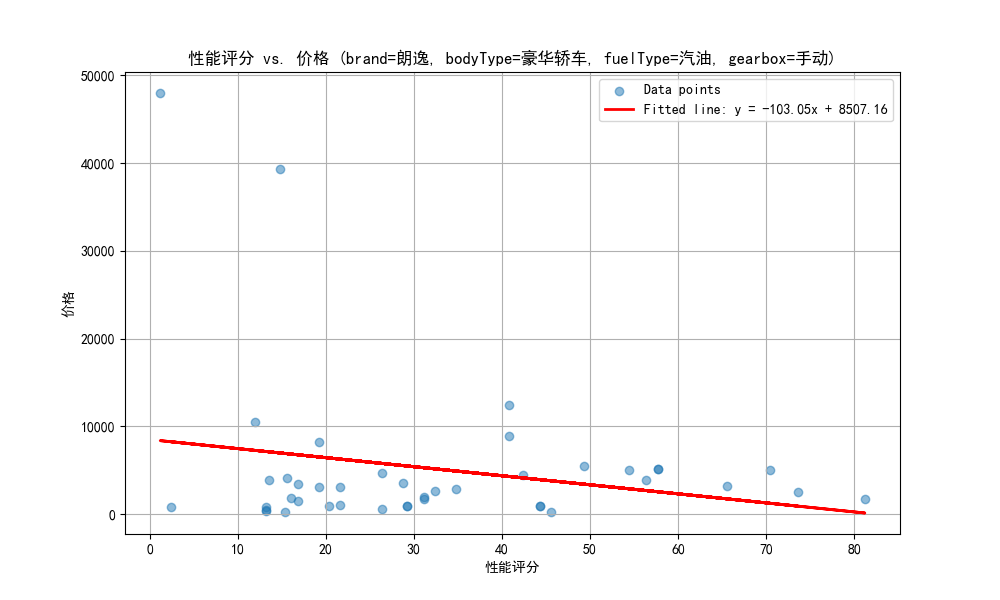 性能评分 vs. 价格 (brand=朗逸, bodyType=豪华轿车, fuelType=汽油, gearbox=手动)
Data points
Fitted line: y = -103.05x + 8507.16
50000
40000
30000
20000
10000
0
价格
0 10 20 30 40 50 60 70 80
性能评分